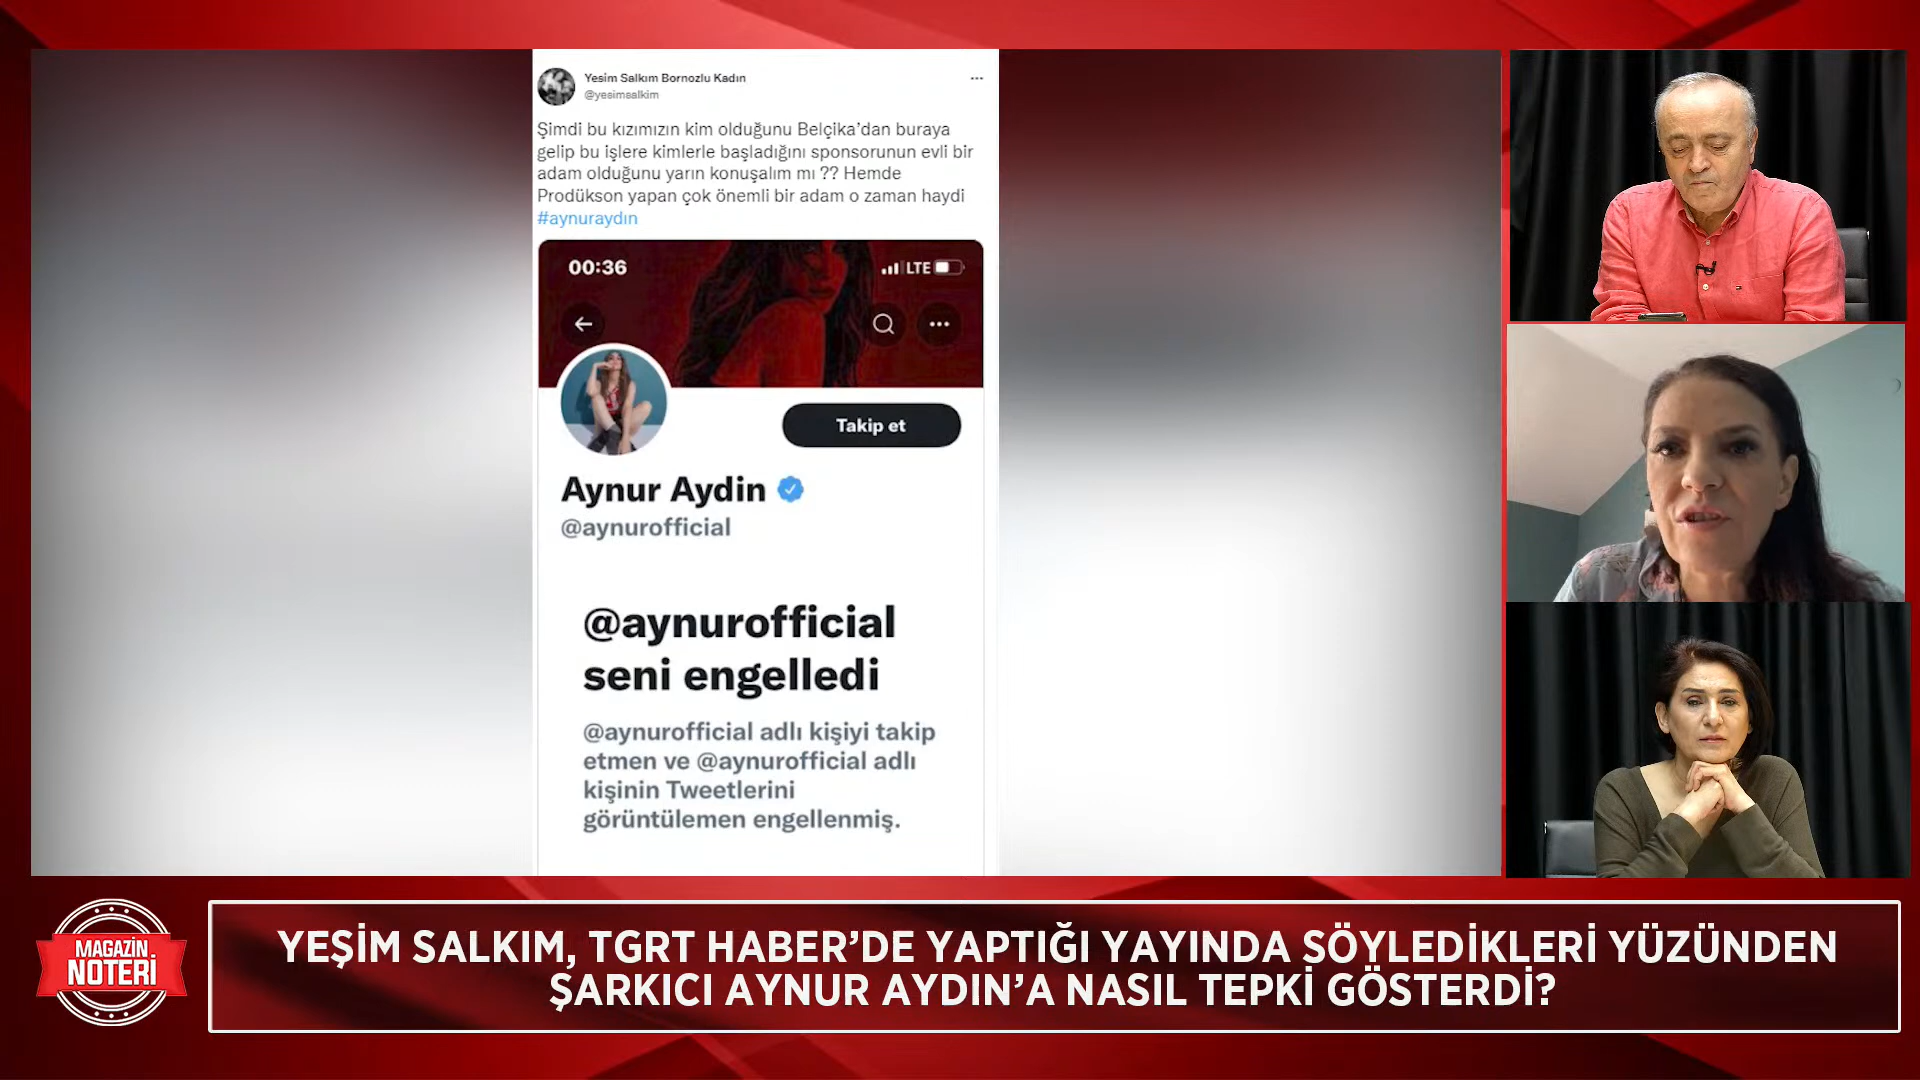 Yesim Salkım Bornozlu Kadın
@yesimsalkim
Şimdi bu kızımızın kim olduğunu Belçika’dan buraya
gelip bu işlere kimlerle başladığını sponsorunun evli bir
adam olduğunu yarın konuşalım mı ?? Hemde
Prodükson yapan çok önemli bir adam o zaman haydi
#aynuraydın
00:36
LTE
Takip et
Aynur Aydin
@aynurofficial
@aynurofficial
seni engelledi
@aynurofficial adlı kişiyi takip
etmen ve @aynurofficial adlı
kişinin Tweetlerini
görüntülemen engellenmiş.
MAGAZİN
NOTERİ
YEŞİM SALKIM, TGRT HABER’DE YAPTIĞI YAYINDA SÖYLEDİKLERİ YÜZÜNDEN
ŞARKICI AYNUR AYDIN’A NASIL TEPKİ GÖSTERDİ?